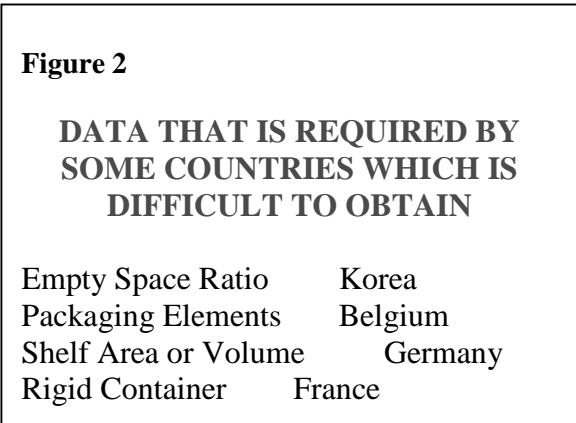 Figure 2
DATA THAT IS REQUIRED BY
SOME COUNTRIES WHICH IS
DIFFICULT TO OBTAIN
Empty Space Ratio Korea
Packaging Elements Belgium
Shelf Area or Volume Germany
Rigid Container France